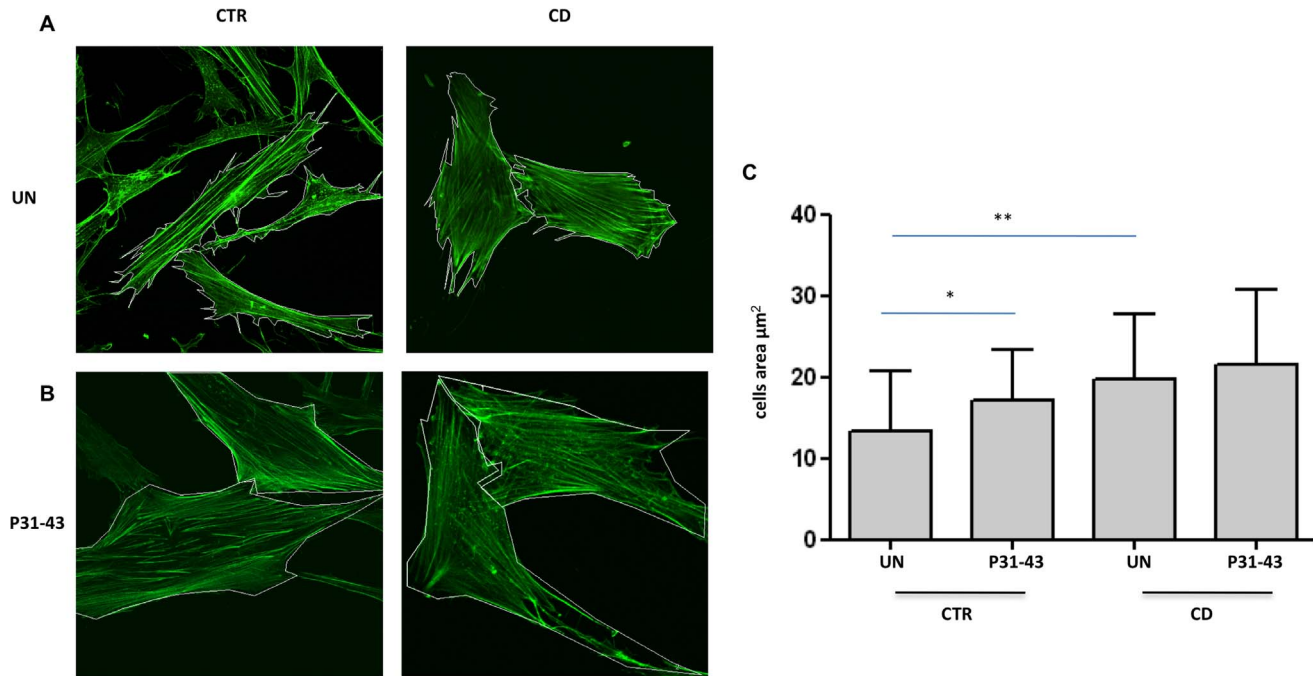 CTR CD
A
UN
B
P31-43
C
cells area µm²
40
30
20
10
0
**
*
UN P31-43 UN P31-43
CTR CD